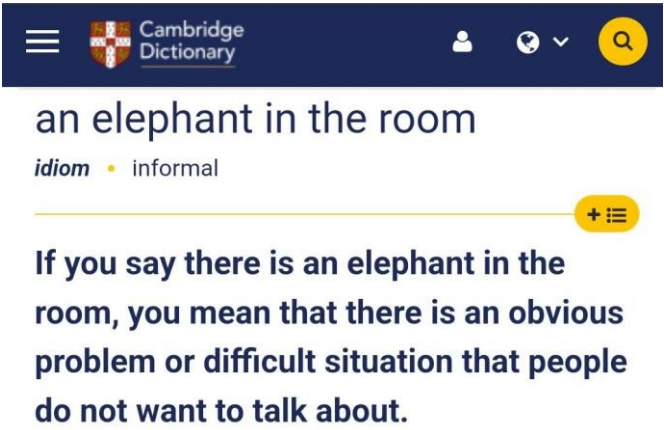 Cambridge
Dictionary
an elephant in the room
idiom • informal
If you say there is an elephant in the
room, you mean that there is an obvious
problem or difficult situation that people
do not want to talk about.